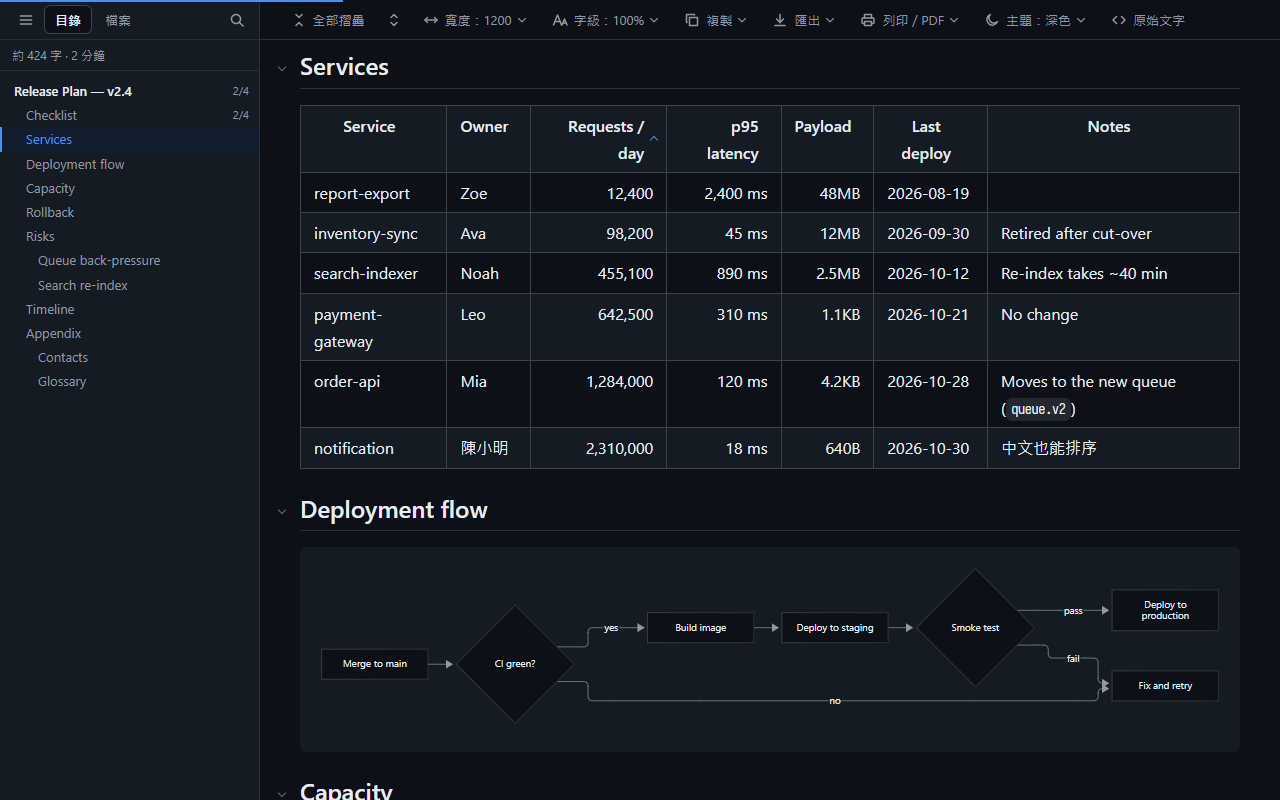 目錄 檔案
全部摺疊 寬度：1200 字級：100% 複製 匯出 列印 / PDF 主題：深色 原始文字
約 424 字 · 2 分鐘
Release Plan — v2.4 2/4
Checklist 2/4
Services
Deployment flow
Capacity
Rollback
Risks
Queue back-pressure
Search re-index
Timeline
Appendix
Contacts
Glossary
Services
Service Owner Requests / day p95 latency Payload Last deploy Notes
report-export Zoe 12,400 2,400 ms 48MB 2026-08-19
inventory-sync Ava 98,200 45 ms 12MB 2026-09-30 Retired after cut-over
search-indexer Noah 455,100 890 ms 2.5MB 2026-10-12 Re-index takes ~40 min
payment-gateway Leo 642,500 310 ms 1.1KB 2026-10-21 No change
order-api Mia 1,284,000 120 ms 4.2KB 2026-10-28 Moves to the new queue (queue.v2)
notification 陳小明 2,310,000 18 ms 640B 2026-10-30 中文也能排序
Deployment flow
Merge to main
CI green?
yes
Build image
Deploy to staging
Smoke test
pass
Deploy to
production
fail
Fix and retry
no
Capacity